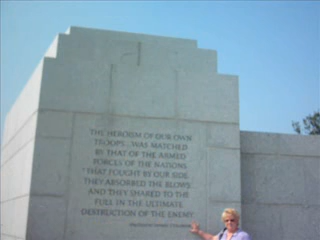 THE HEROISM OF OUR OWN
TROOPS... WAS MATCHED
BY THAT OF THE ARMED
FORCES OF THE NATIONS
THAT FOUGHT BY OUR SIDE.
THEY ABSORBED THE BLOWS
AND THEY SHARED TO THE
FULL IN THE ULTIMATE
DESTRUCTION OF THE ENEMY.